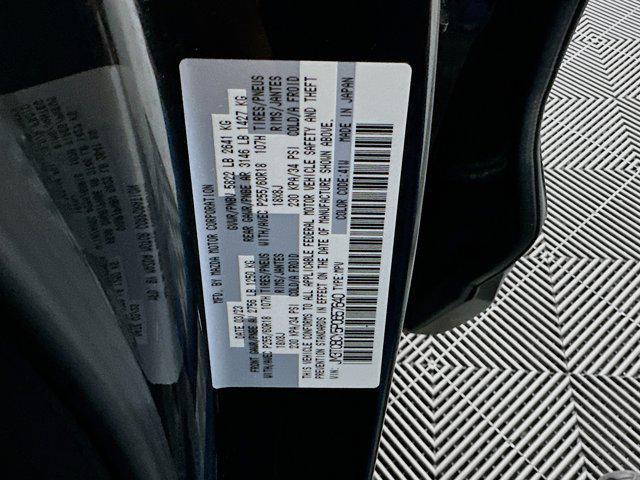 MFD. BY MAZDA MOTOR CORPORATION
DATE: 03/23 GVWR/PNBV 5822 LB 2641 KG
FRONT GAWR/PNBE AV 2756 LB 1250 KG REAR GAWR/PNBE AR 3146 LB 1427 KG
WITH/AVEC P255/60R18 107H TIRES/PNEUS WITH/AVEC P255/60R18 107H TIRES/PNEUS
18X8J RIMS/JANTES 18X8J RIMS/JANTES
230 KPA/34 PSI COLD/A FROID 230 KPA/34 PSI COLD/A FROID
THIS VEHICLE CONFORMS TO ALL APPLICABLE FEDERAL MOTOR VEHICLE SAFETY AND THEFT
PREVENTION STANDARDS IN EFFECT ON THE DATE OF MANUFACTURE SHOWN ABOVE.
COLOR CODE: 41W MADE IN JAPAN
VIN: TYPE: MPV